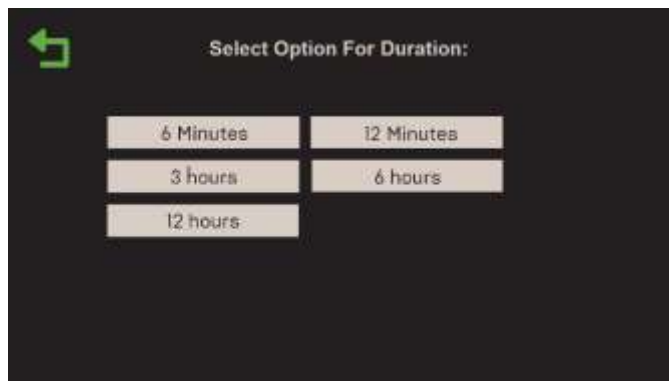 Select Option For Duration:
6 Minutes 12 Minutes
3 hours 6 hours
12 hours